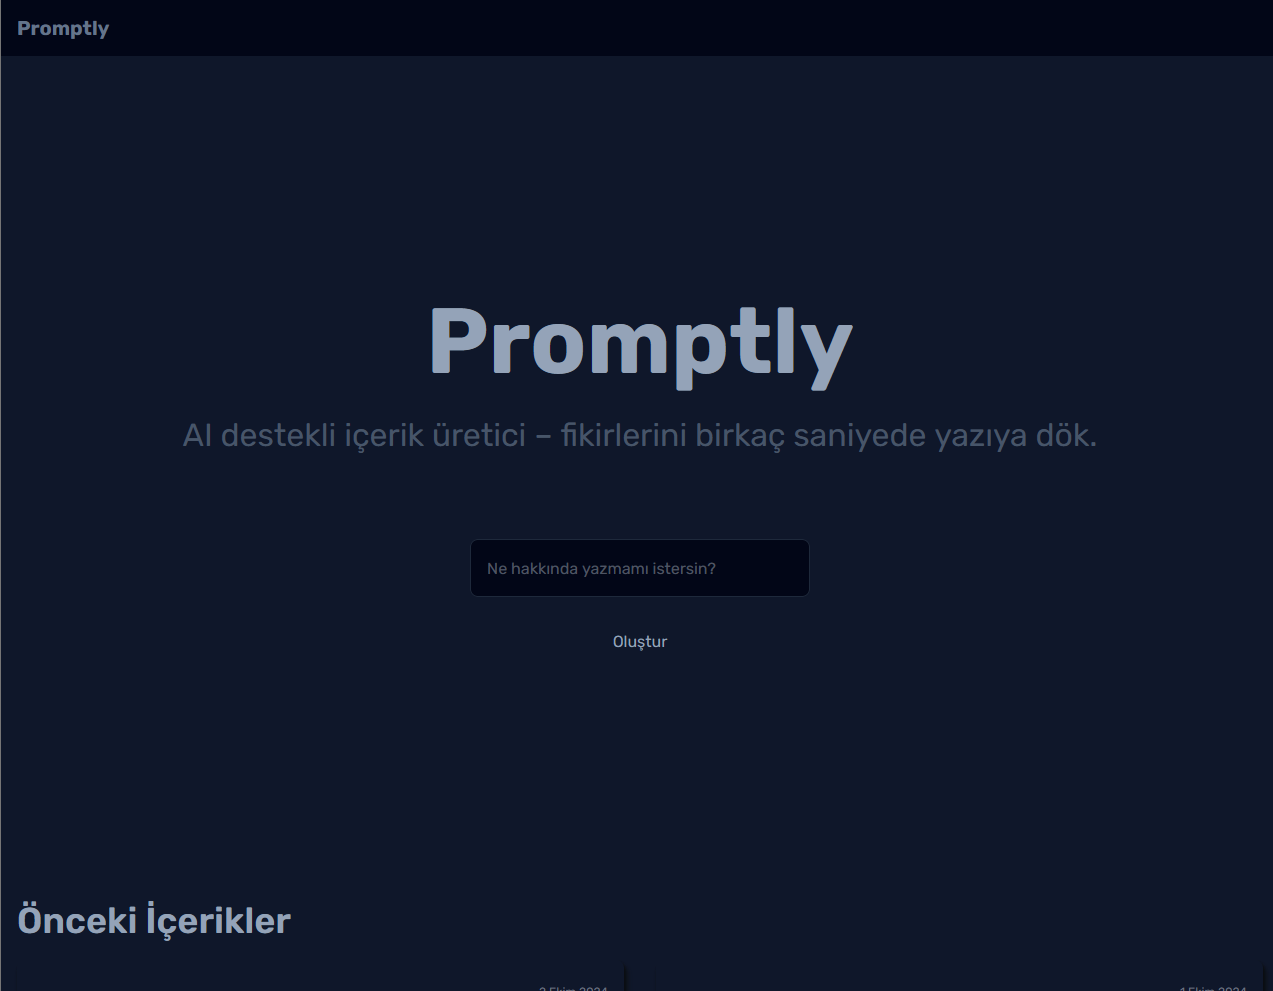 Promptly
Promptly
AI destekli içerik üretici – fikirlerini birkaç saniyede yazıya dök.
Ne hakkında yazmamı istersin?
Oluştur
Önceki İçerikler
2 Ekim 2024
1 Ekim 2024